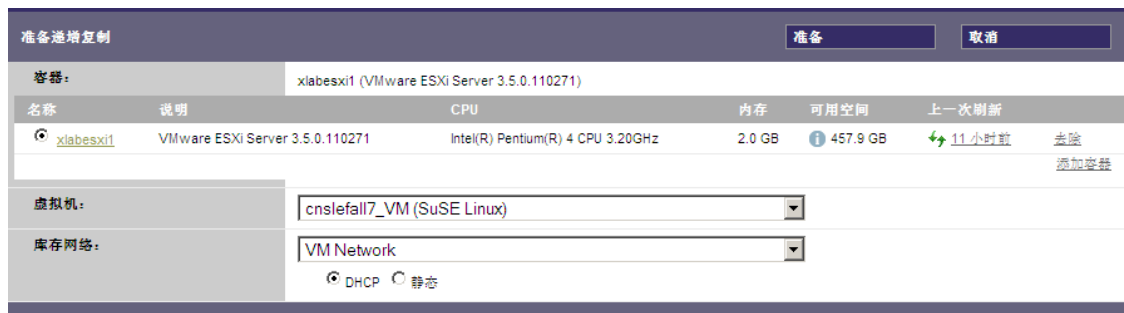 准备递增复制 准备 取消
容器: xlabesxi1 (VMware ESXi Server 3.5.0.110271)
名称 说明 CPU 内存 可用空间 上一次刷新
xlabesxi1 VMware ESXi Server 3.5.0.110271 Intel(R) Pentium(R) 4 CPU 3.20GHz 2.0 GB 457.9 GB 11 小时前 去除
添加容器
虚拟机: cnslefall7_VM (SuSE Linux)
库存网络: VM Network
DHCP 静态